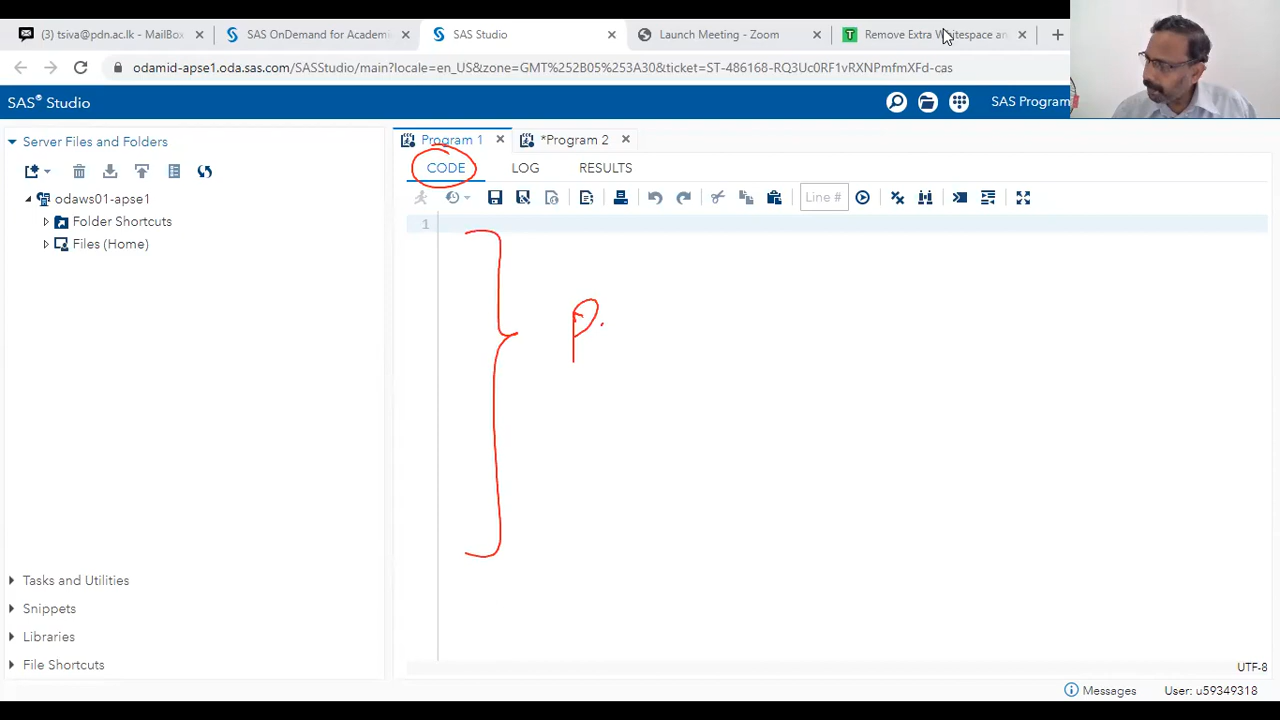 (3) tsiva@pdn.ac.lk - MailBox
SAS OnDemand for Academi
SAS Studio
Launch Meeting - Zoom
Remove Extra Whitespace an
odamid-apse1.oda.sas.com/SASStudio/main?locale=en_US&zone=GMT%252B05%253A30&ticket=ST-486168-RQ3Uc0RF1vRXNPmfmXFd-cas
SAS® Studio
SAS Program
Server Files and Folders
Program 1
*Program 2
CODE
LOG
RESULTS
Line #
odaws01-apse#1
Folder Shortcuts
Files (Home)
1
P
Tasks and Utilities
Snippets
Libraries
File Shortcuts
UTF-8
Messages
User: u59349318